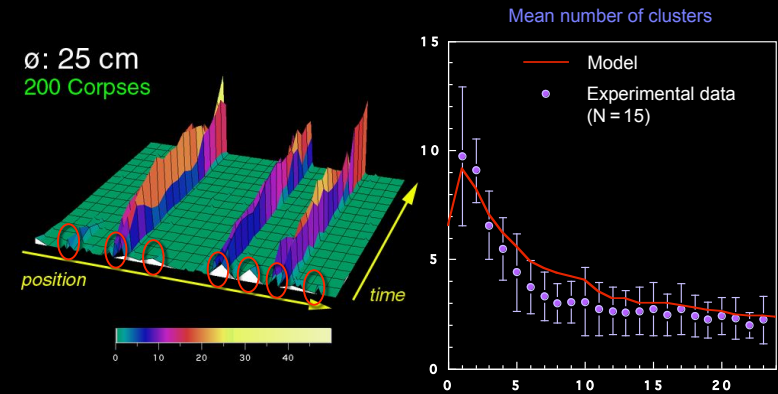 ø: 25 cm
200 Corpses
position
time
0 10 20 30 40
Mean number of clusters
15
10
5
0
Model
Experimental data
(N = 15)
0 5 10 15 20